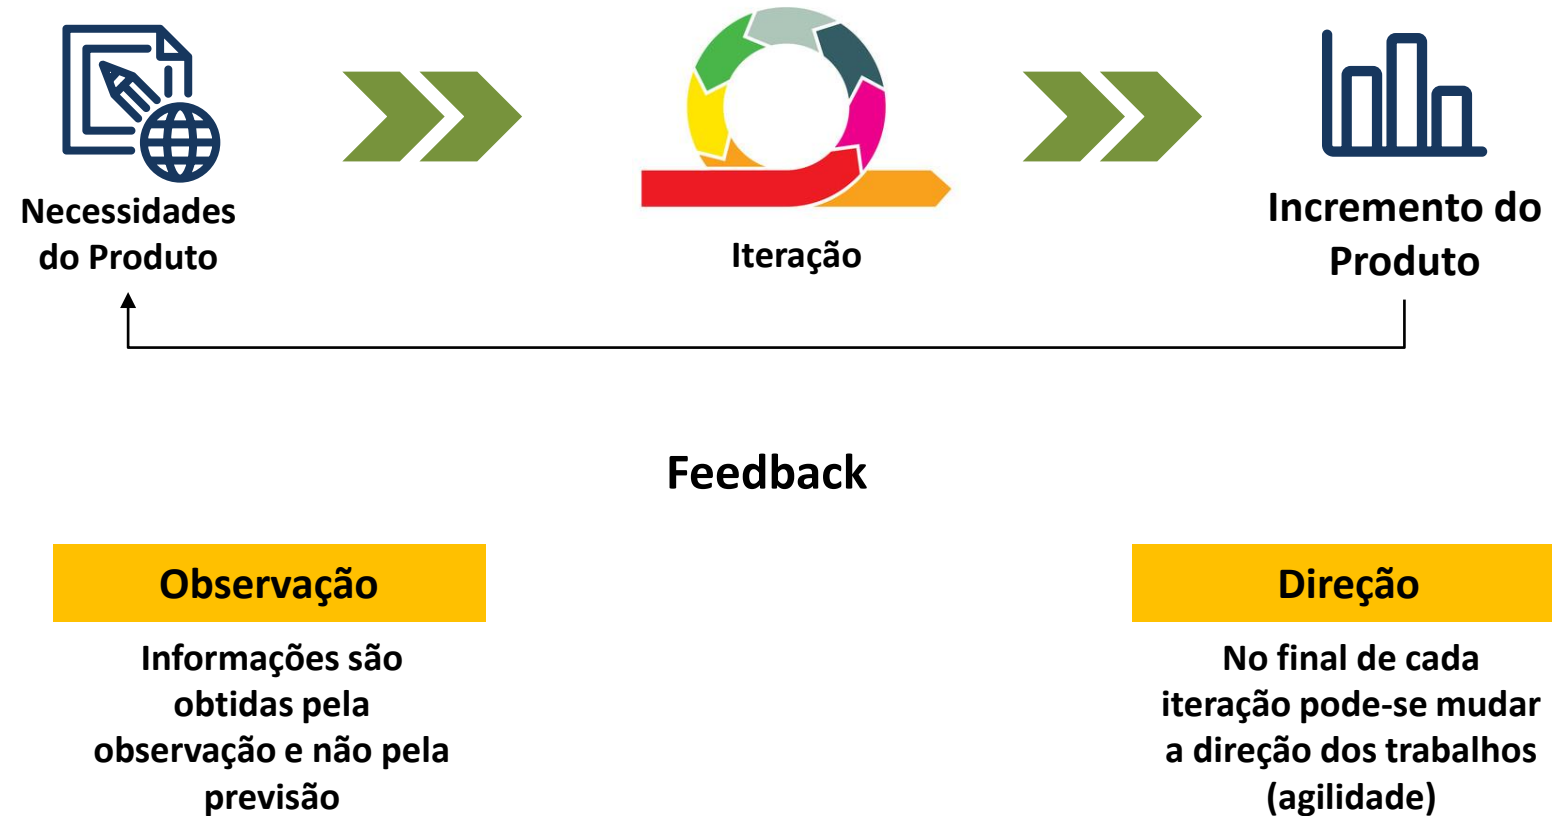 Necessidades
do Produto
Iteração
Incremento do
Produto
Feedback
Observação
Informações são
obtidas pela
observação e não pela
previsão
Direção
No final de cada
iteração pode-se mudar
a direção dos trabalhos
(agilidade)